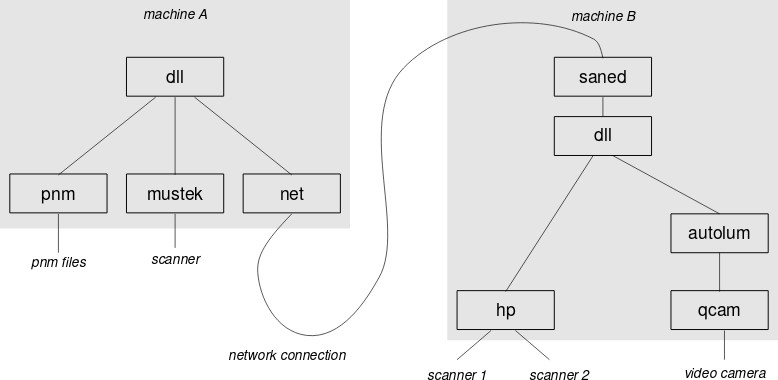 machine A
dll
pnm
mustek
net
pnm files
scanner
network connection
machine B
saned
dll
autolum
hp
qcam
scanner 1
scanner 2
video camera